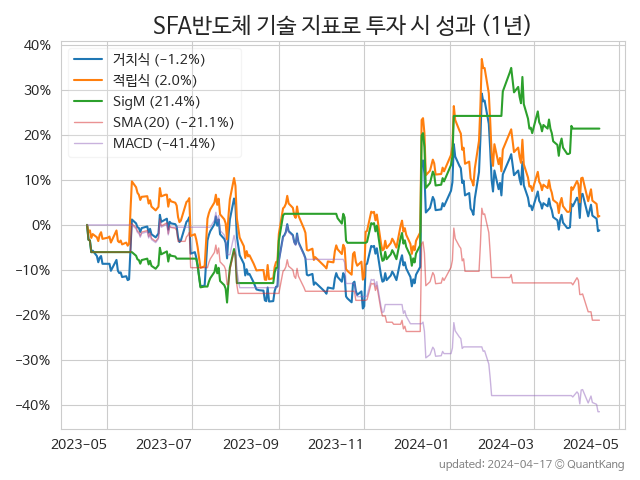 SFA반도체 기술 지표로 투자 시 성과 (1년)
40%
30%
20%
10%
0%
−10%
−20%
−30%
−40%
거치식 (−1.2%)
적립식 (2.0%)
SigM (21.4%)
SMA(20) (−21.1%)
MACD (−41.4%)
2023-05
2023-07
2023-09
2023-11
2024-01
2024-03
2024-05
updated: 2024-04-17 © QuantKang